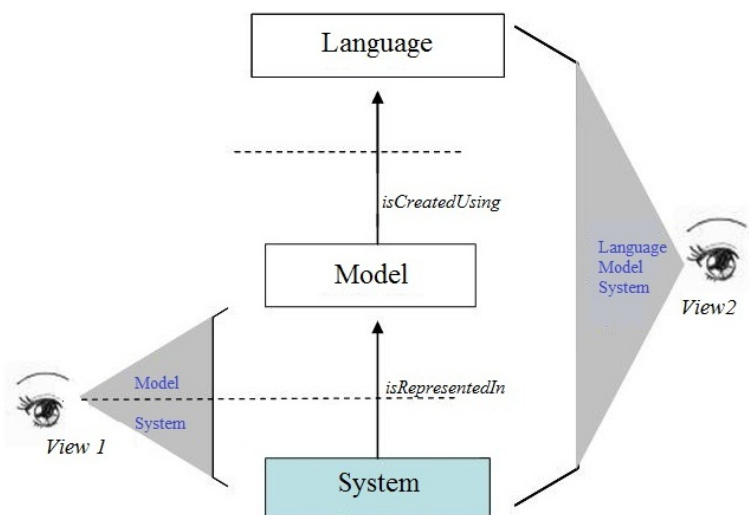 Language
isCreatedUsing
Language
Model
System
View2
Model
isRepresentedIn
Model
System
View 1
System